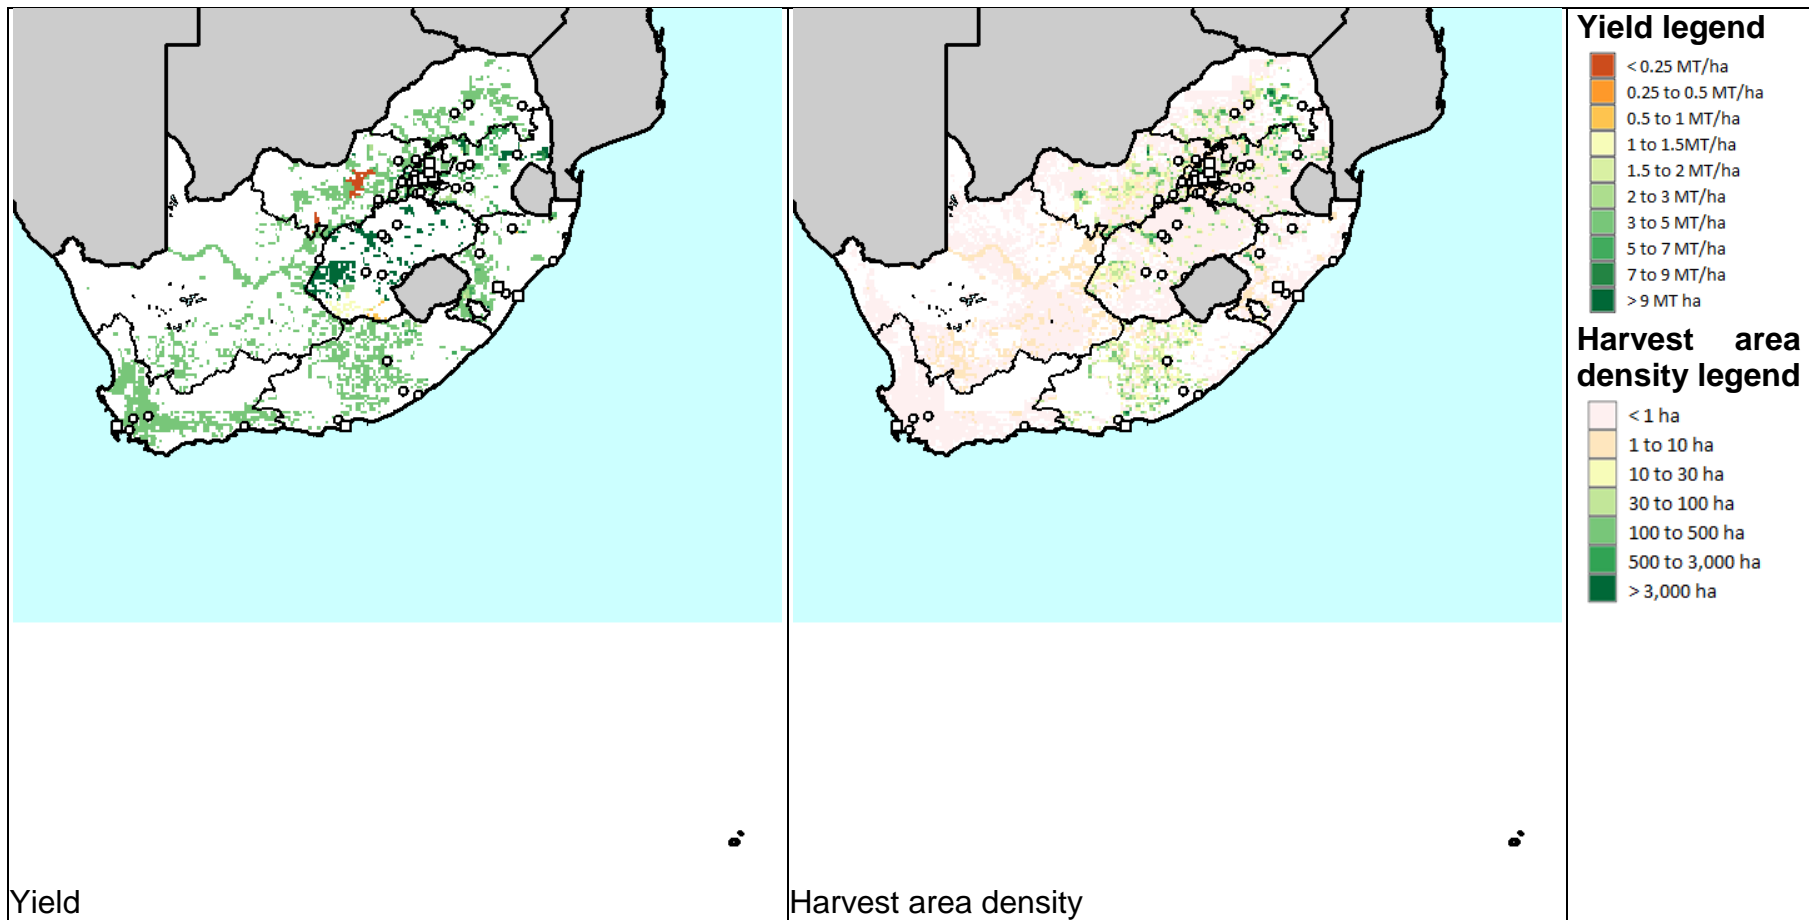 Yield legend
< 0.25 MT/ha
0.25 to 0.5 MT/ha
0.5 to 1 MT/ha
1 to 1.5MT/ha
1.5 to 2 MT/ha
2 to 3 MT/ha
3 to 5 MT/ha
5 to 7 MT/ha
7 to 9 MT/ha
> 9 MT ha
Harvest area
density legend
< 1 ha
1 to 10 ha
10 to 30 ha
30 to 100 ha
100 to 500 ha
500 to 3,000 ha
> 3,000 ha
Yield
Harvest area density